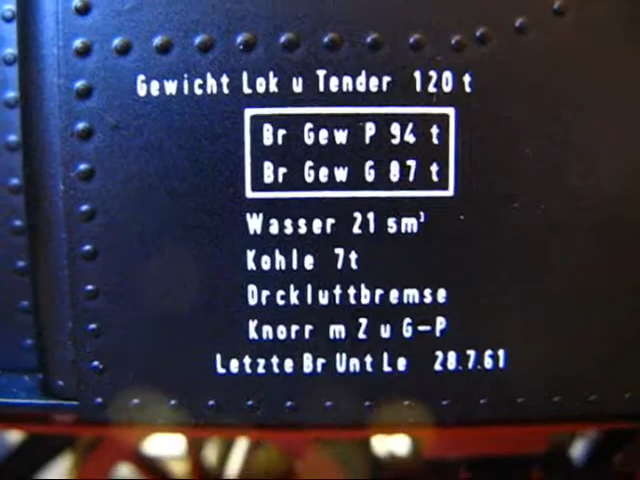 Gewicht Lok u Tender 120 t
Br Gew P 94 t
Br Gew G 87 t
Wasser 21 5m³
Kohle 7t
Drckluftbremse
Knorr m Z u G-P
Letzte Br Unt Le 28.7.61